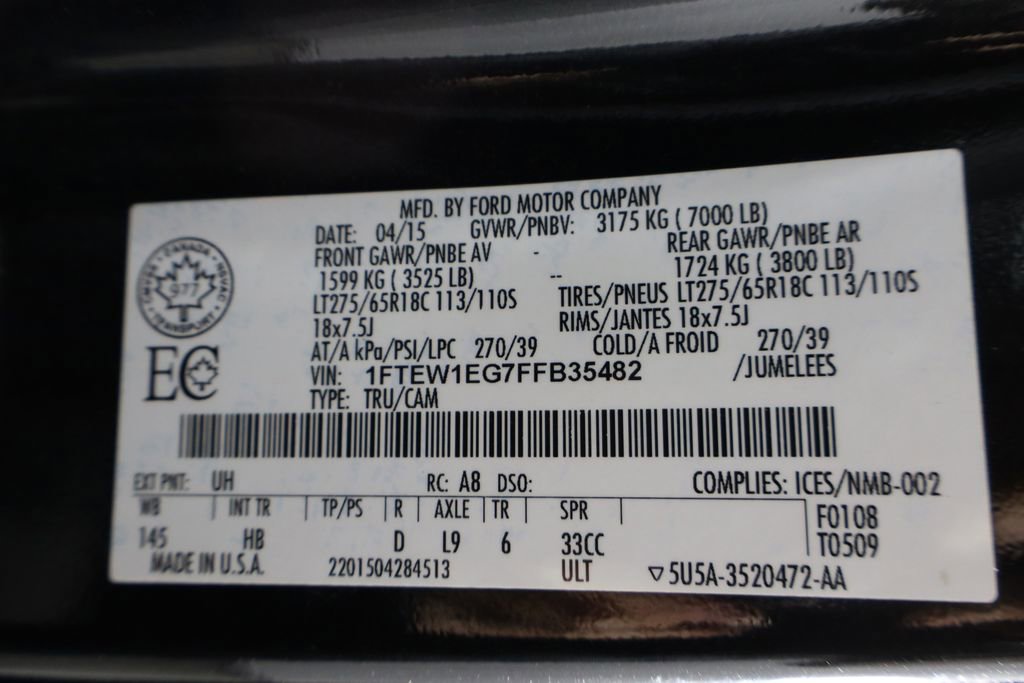 MFD. BY FORD MOTOR COMPANY
DATE: 04/15 GVWR/PNBV: 3175 KG ( 7000 LB)
FRONT GAWR/PNBE AV - REAR GAWR/PNBE AR
1599 KG ( 3525 LB) -- 1724 KG ( 3800 LB)
LT275/65R18C 113/110S TIRES/PNEUS LT275/65R18C 113/110S
18x7.5J RIMS/JANTES 18x7.5J
AT/A kPa/PSI/LPC 270/39 COLD/A FROID 270/39
VIN: 1FTEW1EG7FFB35482 /JUMELEES
TYPE: TRU/CAM
CANADA
977
TRANSPORT
EC
EXT PNT: UH RC: A8 DSO: COMPLIES: ICES/NMB-002
WB INT TR TP/PS R AXLE TR SPR F0108
145 HB D L9 6 33CC T0509
MADE IN U.S.A. 2201504284513 ULT ▽5U5A-3520472-AA